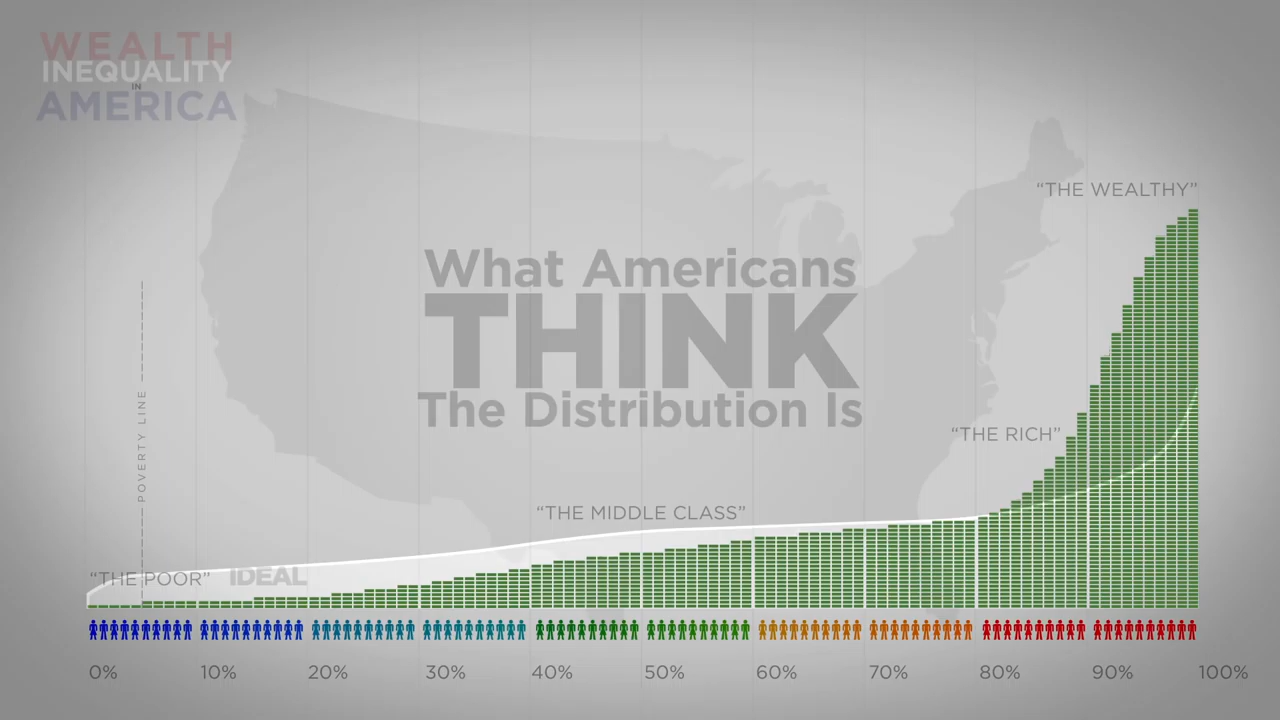 WEALTH
INEQUALITY
IN
AMERICA
“THE WEALTHY”
What Americans
THINK
The Distribution Is
POVERTY LINE
“THE RICH”
“THE MIDDLE CLASS”
“THE POOR” IDEAL
0% 10% 20% 30% 40% 50% 60% 70% 80% 90% 100%